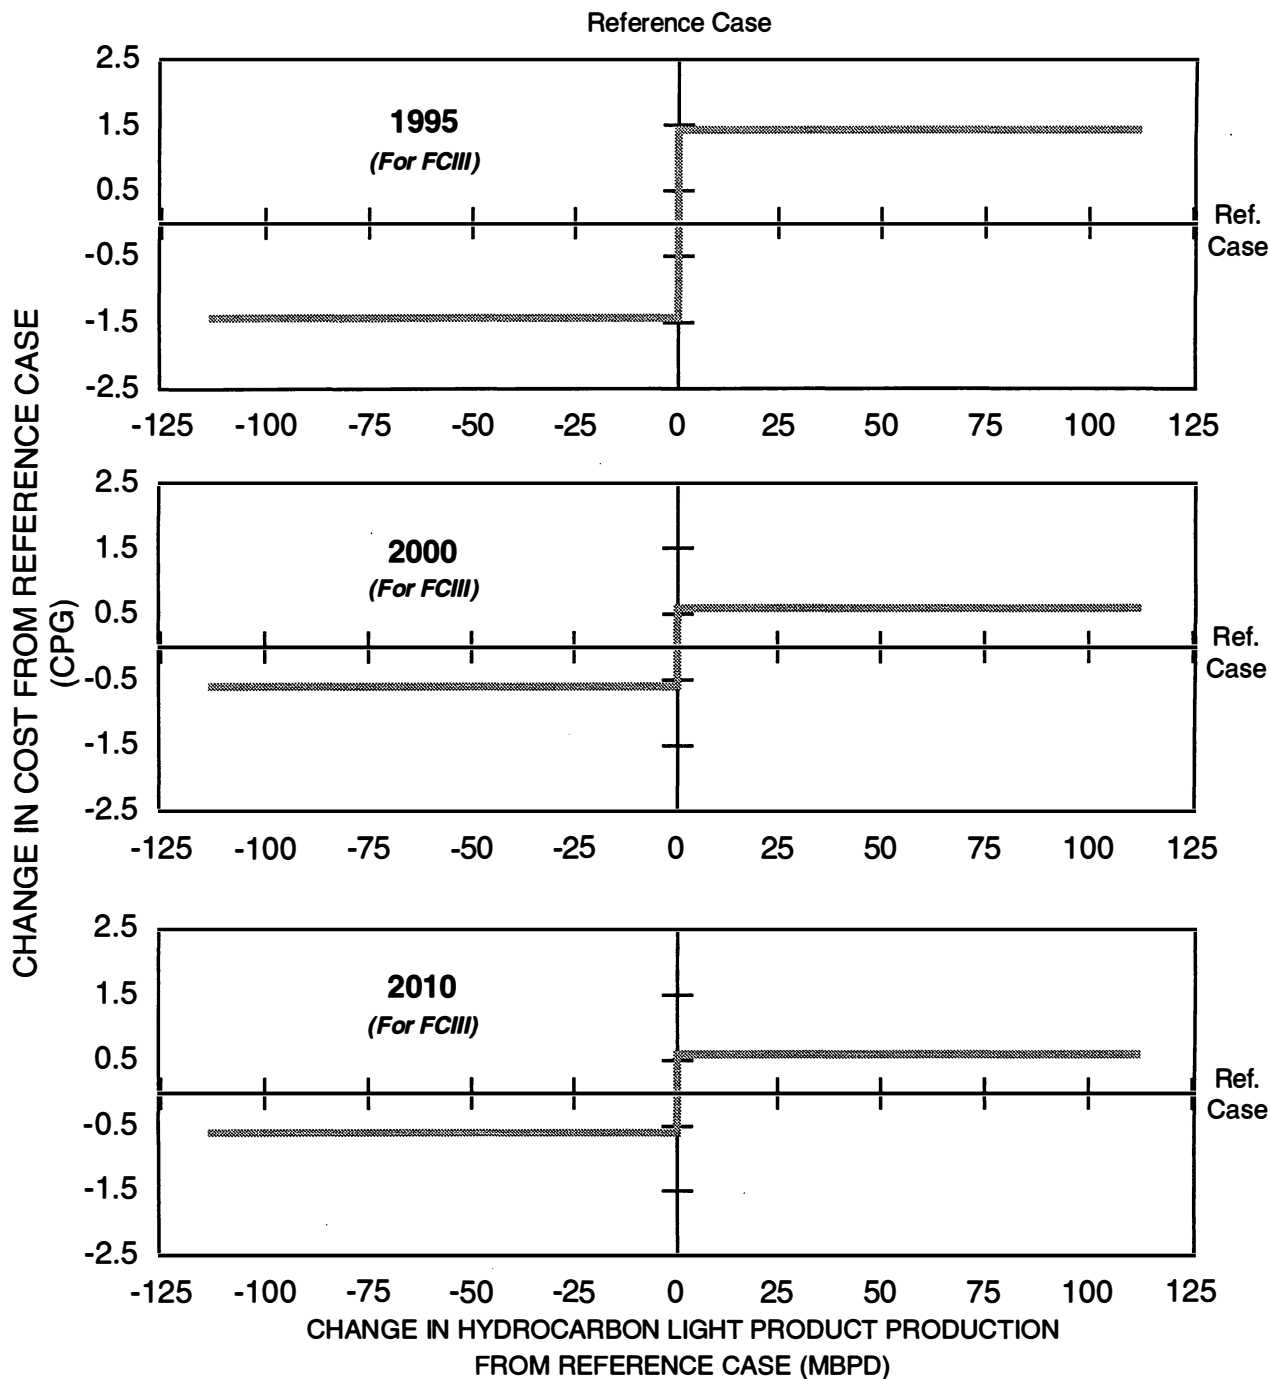 Reference Case
2.5
1995
1.5
(For FCIII)
0.5
Ref.
Case
-0.5
-1.5
-2.5
-125 -100 -75 -50 -25 0 25 50 75 100 125
CHANGE IN COST FROM REFERENCE CASE
(CPG)
2.5
1.5
2000
(For FCIII)
0.5
Ref.
Case
-0.5
-1.5
-2.5
-125 -100 -75 -50 -25 0 25 50 75 100 125
2.5
2010
1.5
(For FCIII)
0.5
Ref.
Case
-0.5
-1.5
-2.5
-125 -100 -75 -50 -25 0 25 50 75 100 125
CHANGE IN HYDROCARBON LIGHT PRODUCT PRODUCTION
FROM REFERENCE CASE (MBPD)